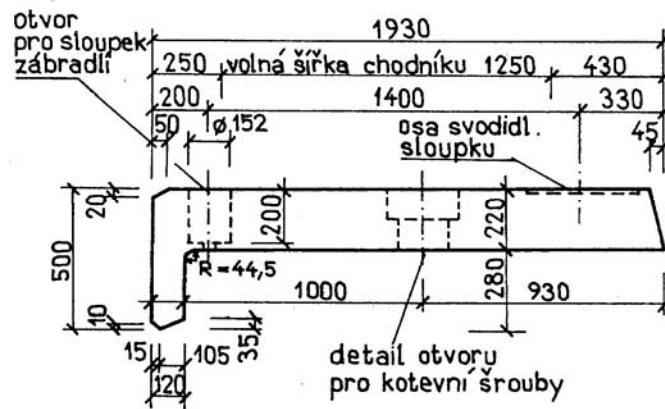 otvor
pro sloupek
zábradlí
1930
250 volná šířka chodníku 1250 430
200 1400 330
50 ø 152 osa svodidl. 45
sloupku
20 200 220
500
R = 44,5
1000 280 930
10 35
15 105
120
detail otvoru
pro kotevní šrouby